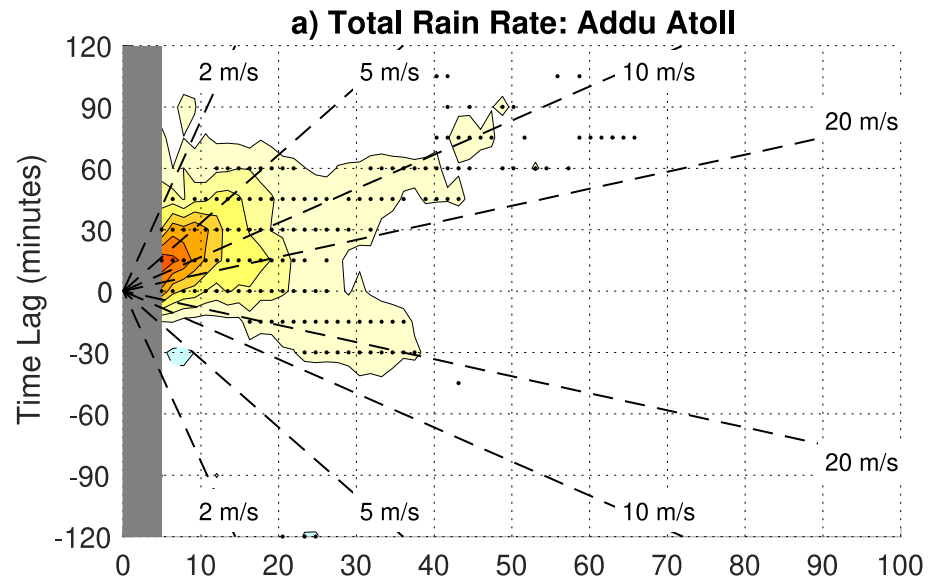 a) Total Rain Rate: Addu Atoll
120
2 m/s
5 m/s
10 m/s
90
20 m/s
60
30
0
-30
-60
-90
20 m/s
2 m/s
5 m/s
10 m/s
-120
Time Lag (minutes)
0 10 20 30 40 50 60 70 80 90 100